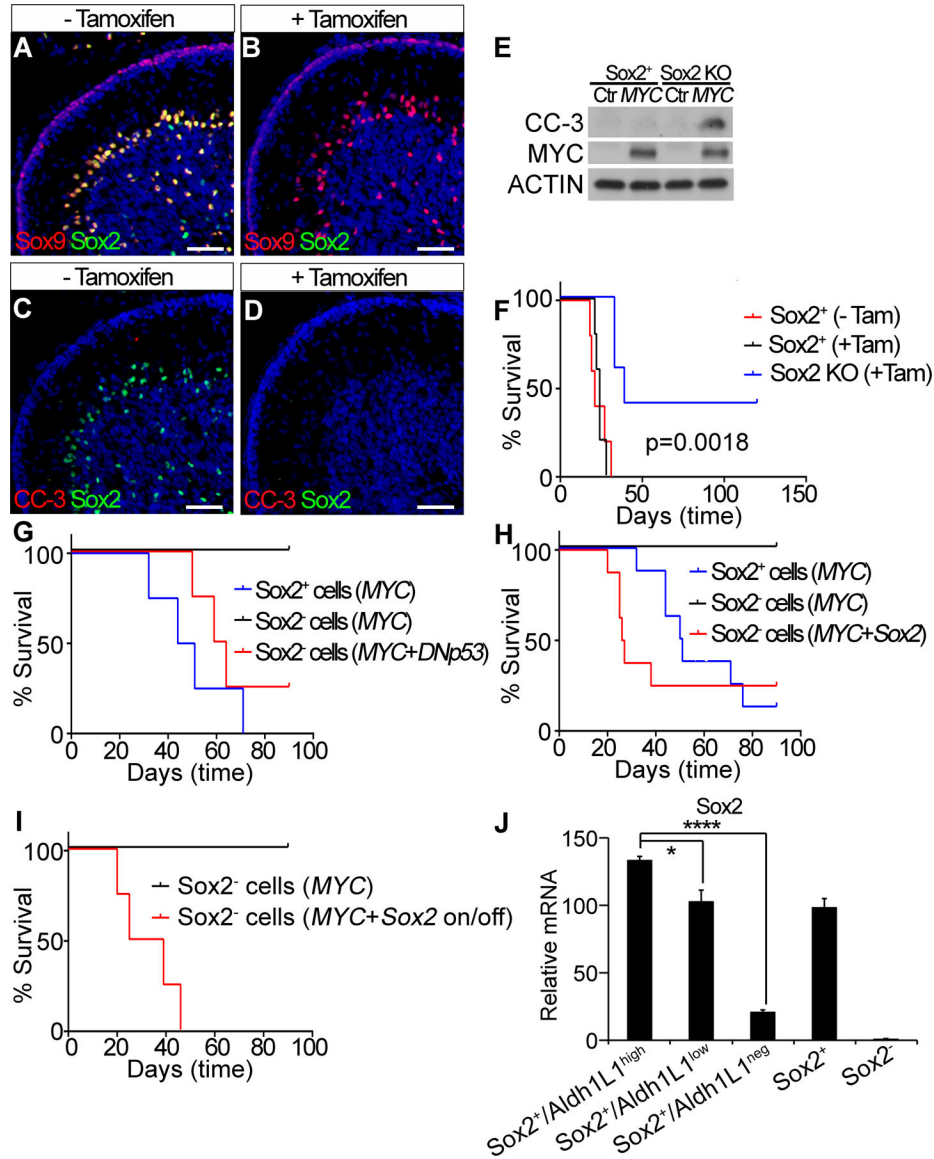 - Tamoxifen
+ Tamoxifen
A
B
Sox9 Sox2
Sox9 Sox2
- Tamoxifen
+ Tamoxifen
C
D
CC-3 Sox2
CC-3 Sox2
E
Sox2⁺ Sox2 KO
Ctr MYC Ctr MYC
CC-3
MYC
ACTIN
F
% Survival
100
50
0
0 50 100 150
Days (time)
Sox2⁺ (- Tam)
Sox2⁺ (+Tam)
Sox2 KO (+Tam)
p=0.0018
G
% Survival
100
50
0
0 20 40 60 80 100
Days (time)
Sox2⁺ cells (MYC)
Sox2⁻ cells (MYC)
Sox2⁻ cells (MYC+DNp53)
H
% Survival
100
50
0
0 20 40 60 80 100
Days (time)
Sox2⁺ cells (MYC)
Sox2⁻ cells (MYC)
Sox2⁻ cells (MYC+Sox2)
I
% Survival
100
50
0
0 20 40 60 80 100
Days (time)
Sox2⁻ cells (MYC)
Sox2⁻ cells (MYC+Sox2 on/off)
J
Sox2
****
*
Relative mRNA
150
100
50
0
Sox2⁺/Aldh1L1ʰⁱᵍʰ
Sox2⁺/Aldh1L1ˡᵒʷ
Sox2⁺/Aldh1L1ⁿᵉᵍ
Sox2⁺
Sox2⁻